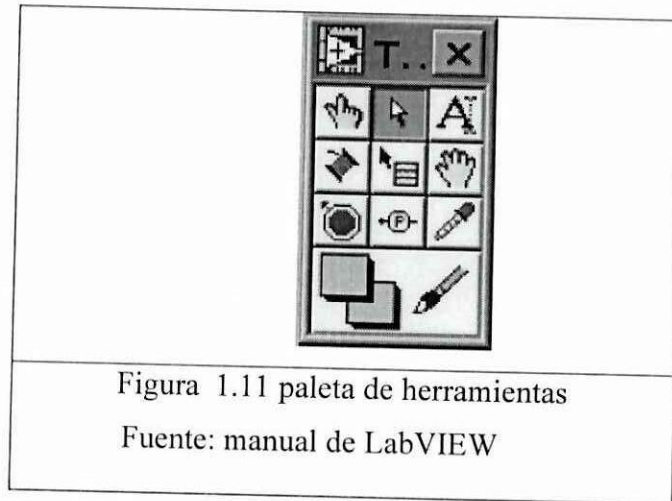 T..
A
P
Figura 1.11 paleta de herramientas
Fuente: manual de LabVIEW